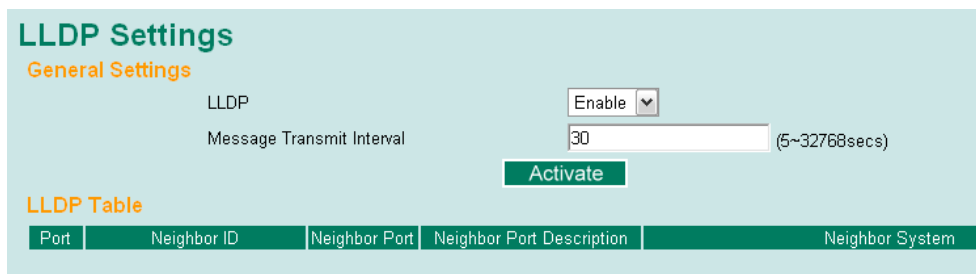 LLDP Settings
General Settings
LLDP Enable
Message Transmit Interval 30 (5~32768secs)
Activate
LLDP Table
Port Neighbor ID Neighbor Port Neighbor Port Description Neighbor System